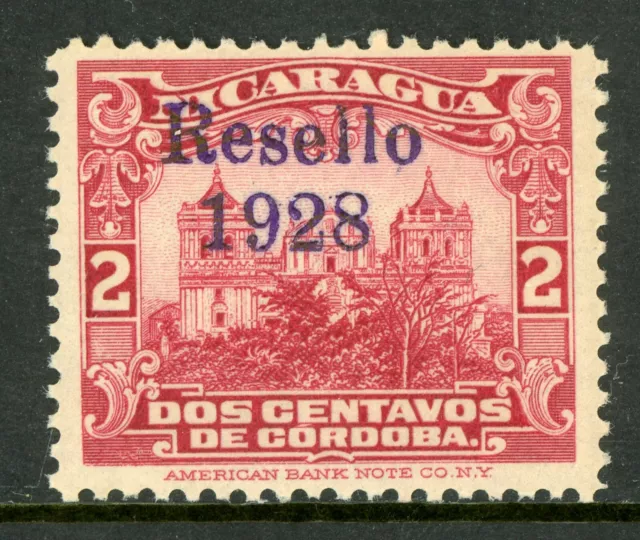 NICARAGUA
Resello
1928
2 2
DOS CENTAVOS
DE CORDOBA.
AMERICAN BANK NOTE CO.N.Y.